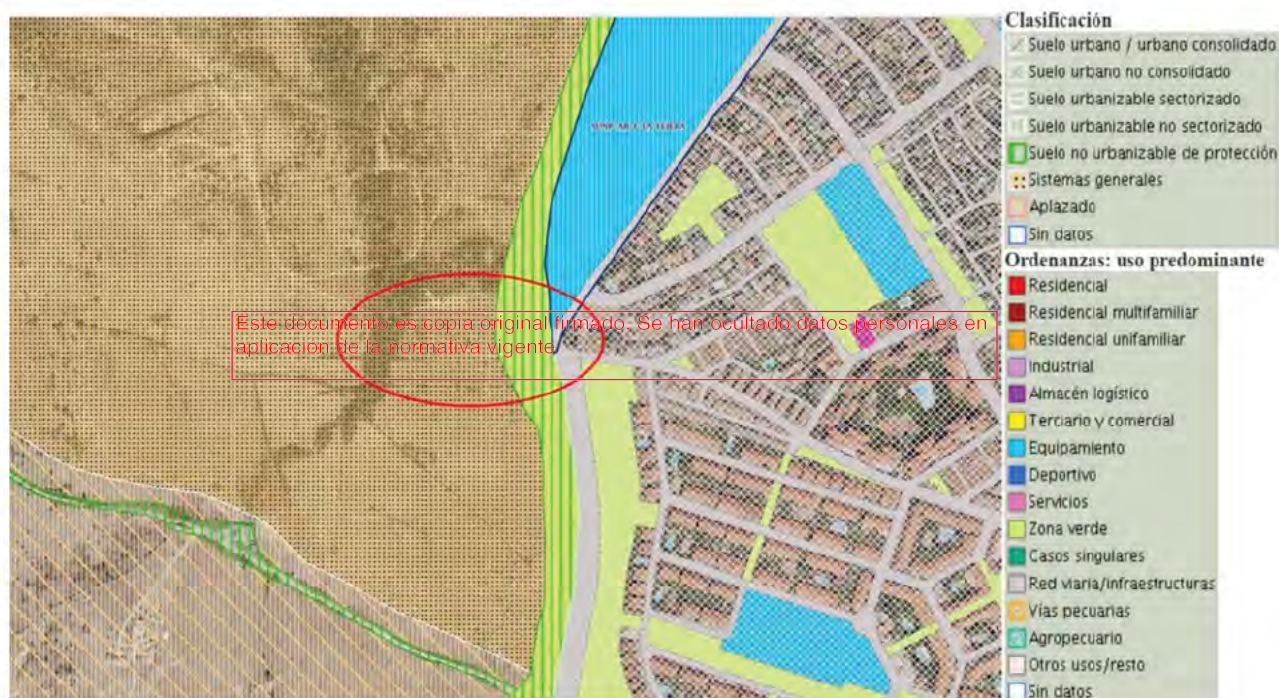 Clasificación
Suelo urbano / urbano consolidado
Suelo urbano no consolidado
Suelo urbanizable sectorizado
Suelo urbanizable no sectorizado
Suelo no urbanizable de protección
Sistemas generales
Aplazado
Sin datos
Ordenanzas: uso predominante
Residencial
Residencial multifamiliar
Residencial unifamiliar
Industrial
Almacén logístico
Terciario y comercial
Equipamiento
Deportivo
Servicios
Zona verde
Casos singulares
Red viaria/infraestructuras
Vías pecuarias
Agropecuario
Otros usos/resto
Sin datos
Este documento es copia original firmado. Se han ocultado datos personales en
aplicación de la normativa vigente